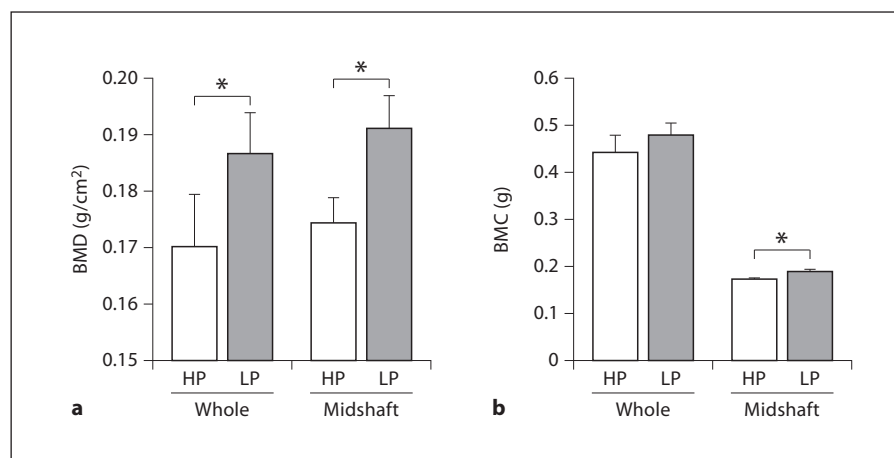 *
*
0.20
0.19
0.18
0.17
0.16
0.15
BMD (g/cm²)
HP LP HP LP
Whole Midshaft
a
*
0.6
0.5
0.4
0.3
0.2
0.1
0
BMC (g)
HP LP HP LP
Whole Midshaft
b